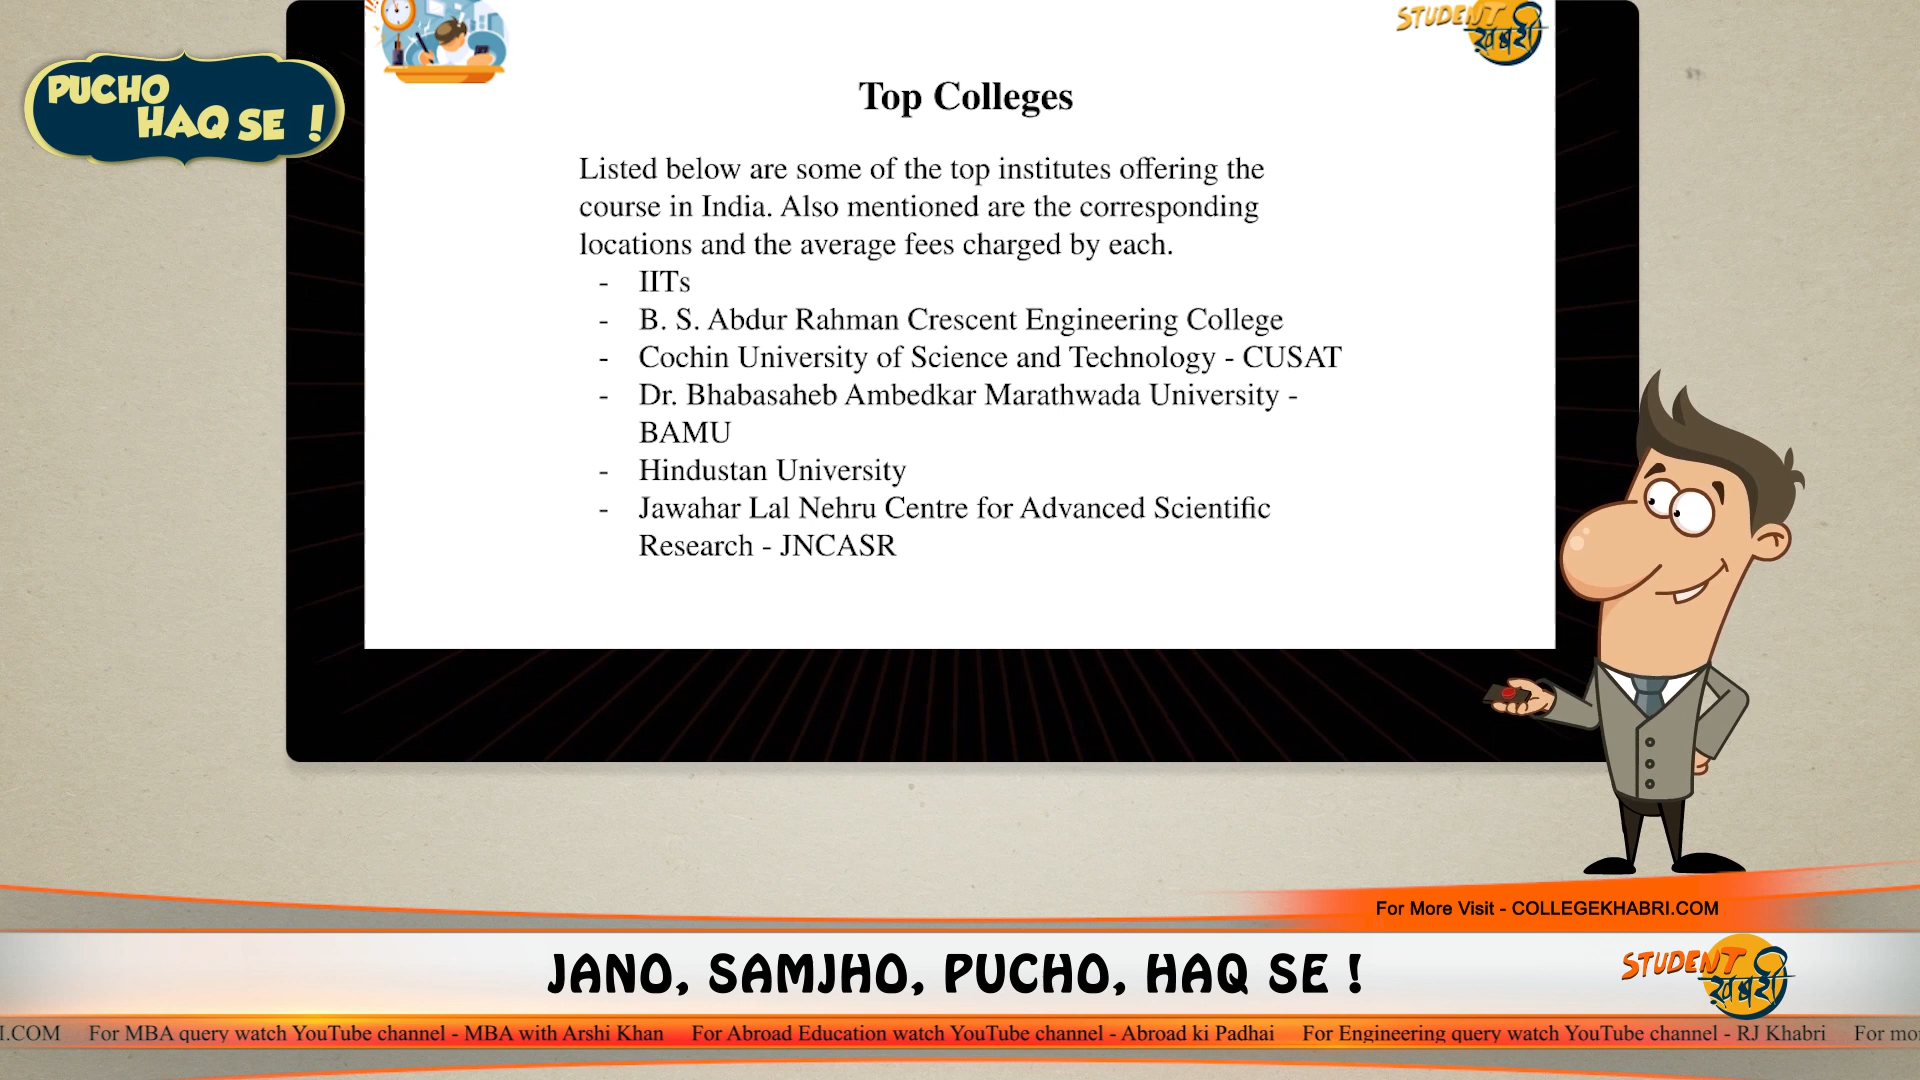 STUDENT
ख़बरी
PUCHO
HAQ SE !
Top Colleges
Listed below are some of the top institutes offering the
course in India. Also mentioned are the corresponding
locations and the average fees charged by each.
- IITs
- B. S. Abdur Rahman Crescent Engineering College
- Cochin University of Science and Technology - CUSAT
- Dr. Bhabasaheb Ambedkar Marathwada University -
BAMU
- Hindustan University
- Jawahar Lal Nehru Centre for Advanced Scientific
Research - JNCASR
For More Visit - COLLEGEKHABRI.COM
JANO, SAMJHO, PUCHO, HAQ SE !
STUDENT
ख़बरी
I.COM For MBA query watch YouTube channel - MBA with Arshi Khan For Abroad Education watch YouTube channel - Abroad ki Padhai For Engineering query watch YouTube channel - RJ Khabri For mo